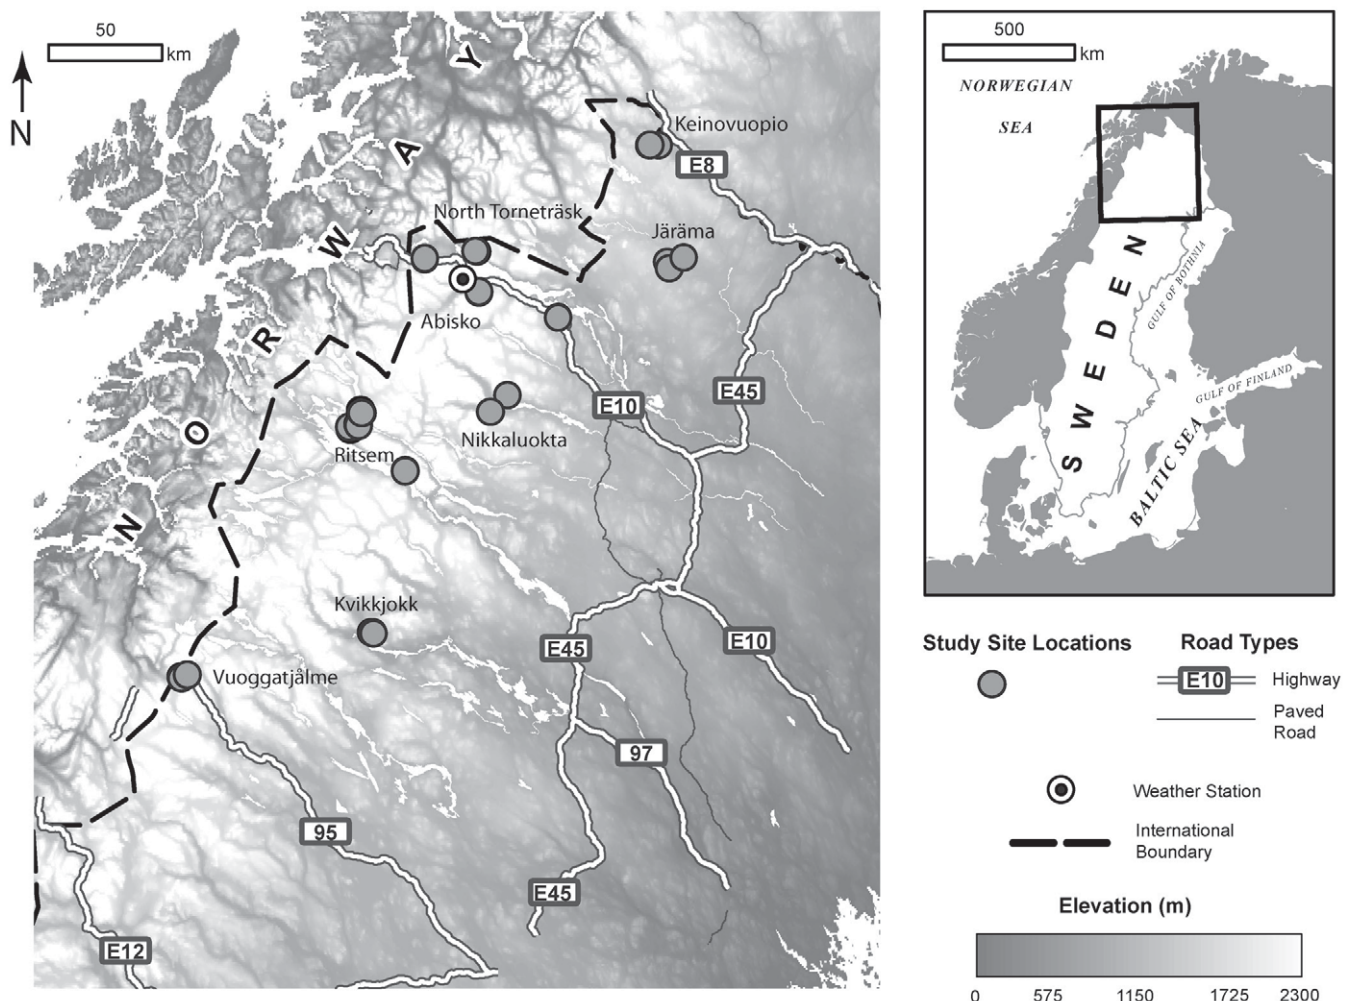 50
km
N
NORWAY
Keinovuopio
E8
North Torneträsk
Järäma
Abisko
E10
E45
Nikkaluokta
Ritsem
Kvikkjokk
E45
E10
Vuoggatjålme
97
95
E45
E12
500
km
NORWEGIAN
SEA
SWEDEN
GULF OF BOTHNIA
GULF OF FINLAND
BALTIC SEA
Study Site Locations
Road Types
E10
Highway
Paved
Road
Weather Station
International
Boundary
Elevation (m)
0 575 1150 1725 2300